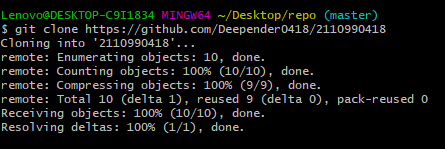 Lenovo@DESKTOP-C9I1834 MINGW64 ~/Desktop/repo (master)
$ git clone https://github.com/Deepender0418/2110990418
Cloning into '2110990418'...
remote: Enumerating objects: 10, done.
remote: Counting objects: 100% (10/10), done.
remote: Compressing objects: 100% (9/9), done.
remote: Total 10 (delta 1), reused 9 (delta 0), pack-reused 0
Receiving objects: 100% (10/10), done.
Resolving deltas: 100% (1/1), done.